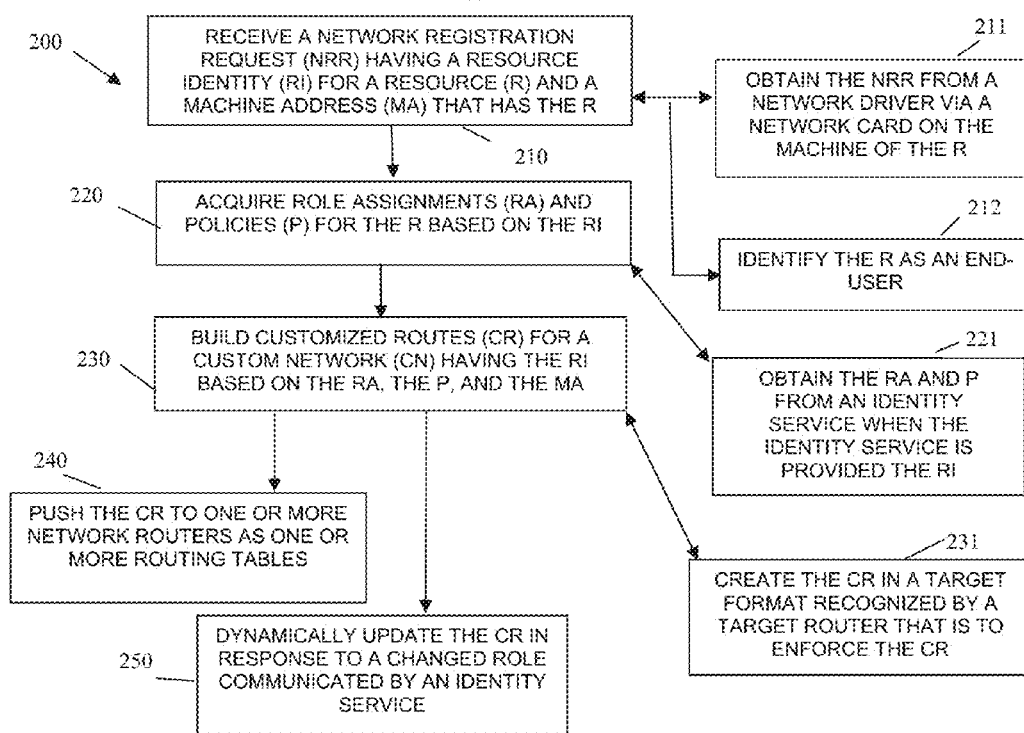 200
RECEIVE A NETWORK REGISTRATION
REQUEST (NRR) HAVING A RESOURCE
IDENTITY (RI) FOR A RESOURCE (R) AND A
MACHINE ADDRESS (MA) THAT HAS THE R
210
211
OBTAIN THE NRR FROM A
NETWORK DRIVER VIA A
NETWORK CARD ON THE
MACHINE OF THE R
220
ACQUIRE ROLE ASSIGNMENTS (RA) AND
POLICIES (P) FOR THE R BASED ON THE RI
212
IDENTIFY THE R AS AN END-
USER
230
BUILD CUSTOMIZED ROUTES (CR) FOR A
CUSTOM NETWORK (CN) HAVING THE RI
BASED ON THE RA, THE P, AND THE MA
221
OBTAIN THE RA AND P
FROM AN IDENTITY
SERVICE WHEN THE
IDENTITY SERVICE IS
PROVIDED THE RI
240
PUSH THE CR TO ONE OR MORE
NETWORK ROUTERS AS ONE OR
MORE ROUTING TABLES
231
CREATE THE CR IN A TARGET
FORMAT RECOGNIZED BY A
TARGET ROUTER THAT IS TO
ENFORCE THE CR
250
DYNAMICALLY UPDATE THE CR IN
RESPONSE TO A CHANGED ROLE
COMMUNICATED BY AN IDENTITY
SERVICE